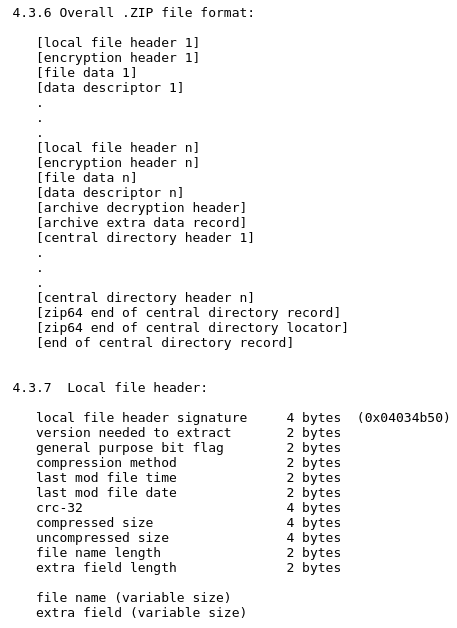 4.3.6 Overall .ZIP file format:
[local file header 1]
[encryption header 1]
[file data 1]
[data descriptor 1]
.
.
.
[local file header n]
[encryption header n]
[file data n]
[data descriptor n]
[archive decryption header]
[archive extra data record]
[central directory header 1]
.
.
.
[central directory header n]
[zip64 end of central directory record]
[zip64 end of central directory locator]
[end of central directory record]
4.3.7  Local file header:
local file header signature     4 bytes  (0x04034b50)
version needed to extract       2 bytes
general purpose bit flag        2 bytes
compression method              2 bytes
last mod file time              2 bytes
last mod file date              2 bytes
crc-32                          4 bytes
compressed size                 4 bytes
uncompressed size               4 bytes
file name length                2 bytes
extra field length              2 bytes
file name (variable size)
extra field (variable size)